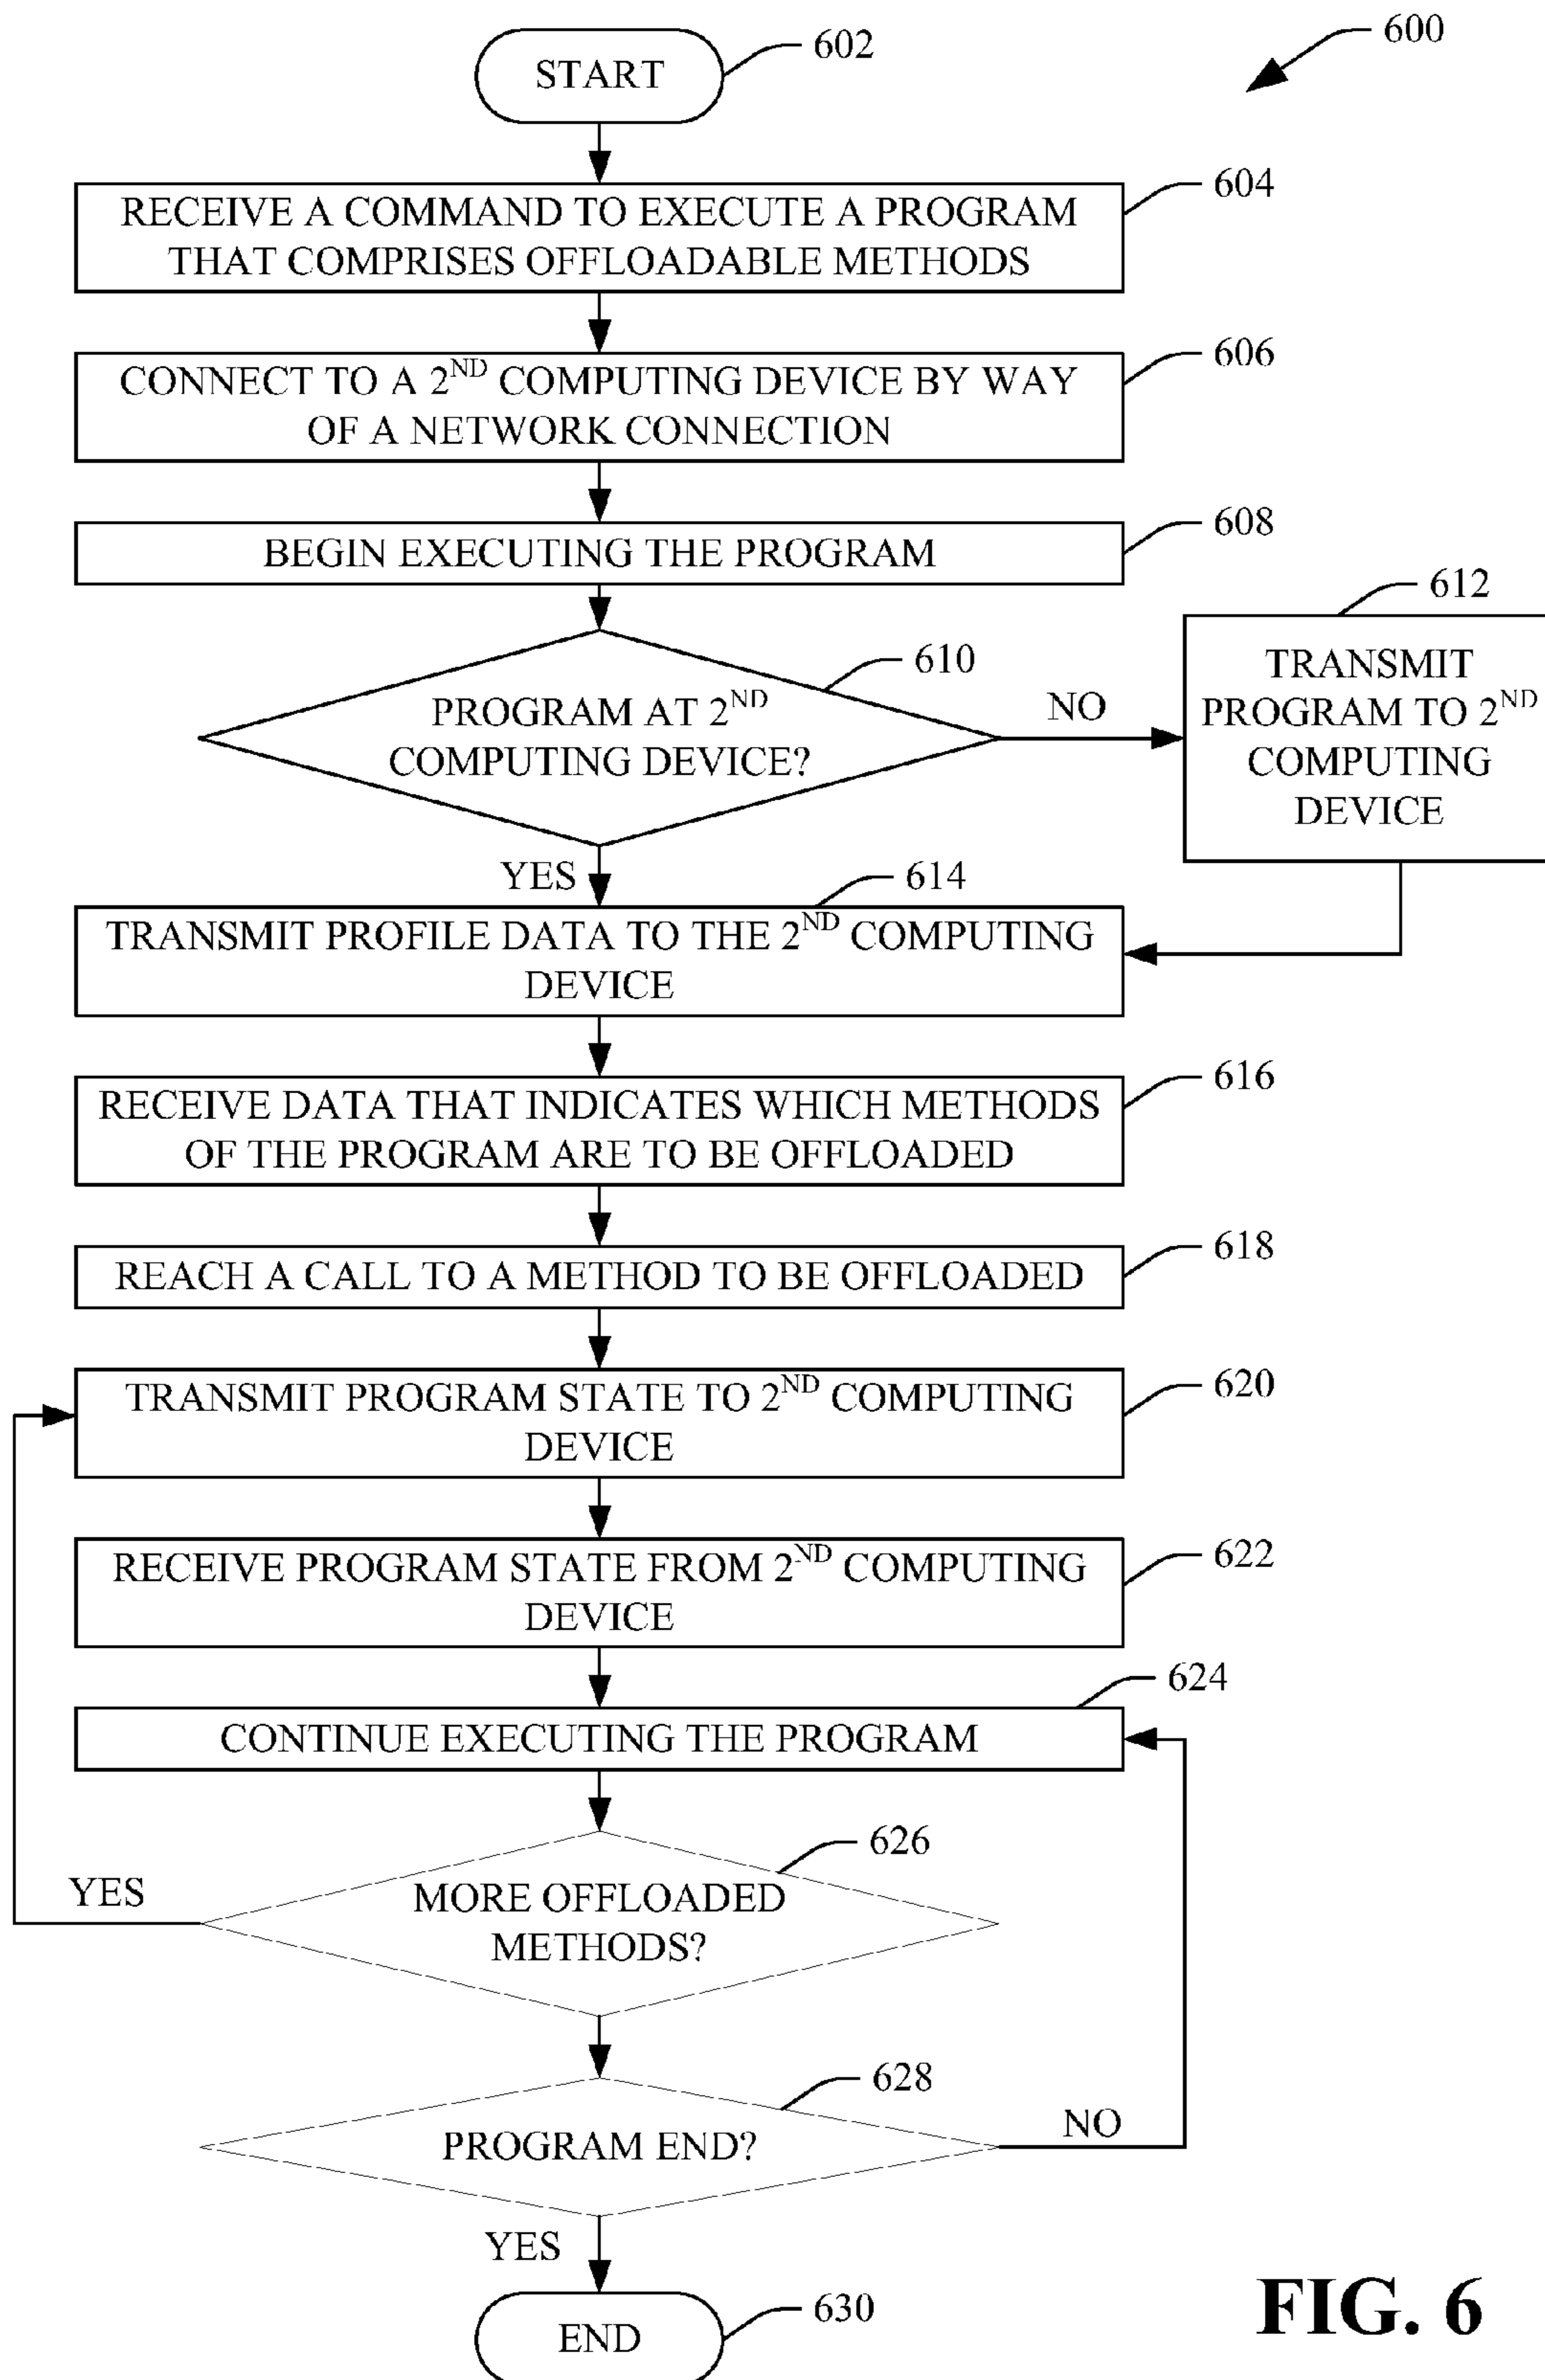 600
START
602
RECEIVE A COMMAND TO EXECUTE A PROGRAM
THAT COMPRISES OFFLOADABLE METHODS
604
CONNECT TO A 2ND COMPUTING DEVICE BY WAY
OF A NETWORK CONNECTION
606
BEGIN EXECUTING THE PROGRAM
608
PROGRAM AT 2ND
COMPUTING DEVICE?
610
NO
612
TRANSMIT
PROGRAM TO 2ND
COMPUTING
DEVICE
YES
614
TRANSMIT PROFILE DATA TO THE 2ND COMPUTING
DEVICE
RECEIVE DATA THAT INDICATES WHICH METHODS
OF THE PROGRAM ARE TO BE OFFLOADED
616
REACH A CALL TO A METHOD TO BE OFFLOADED
618
TRANSMIT PROGRAM STATE TO 2ND COMPUTING
DEVICE
620
RECEIVE PROGRAM STATE FROM 2ND COMPUTING
DEVICE
622
624
CONTINUE EXECUTING THE PROGRAM
626
YES
MORE OFFLOADED
METHODS?
628
PROGRAM END?
NO
YES
END
630
FIG. 6